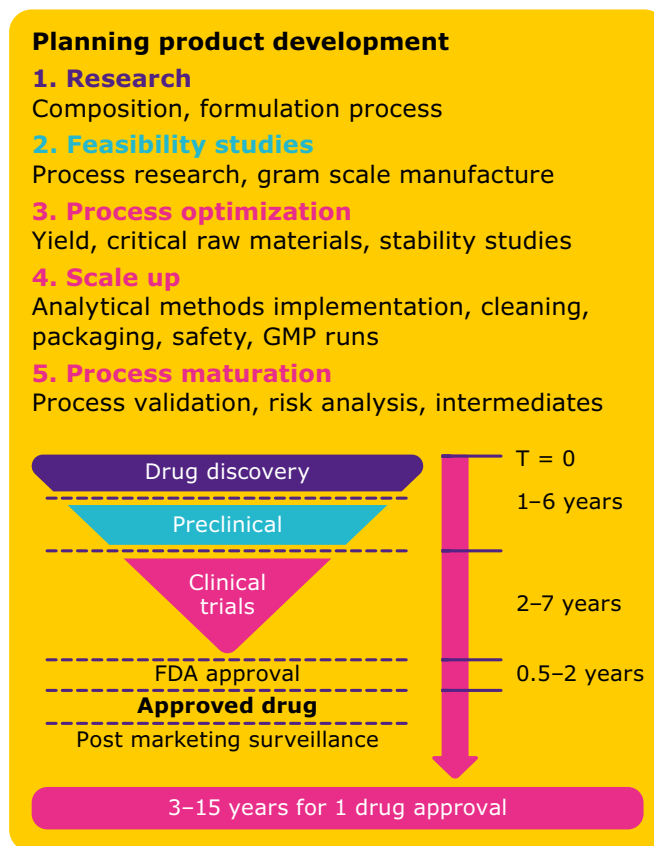 Planning product development
1. Research
Composition, formulation process
2. Feasibility studies
Process research, gram scale manufacture
3. Process optimization
Yield, critical raw materials, stability studies
4. Scale up
Analytical methods implementation, cleaning,
packaging, safety, GMP runs
5. Process maturation
Process validation, risk analysis, intermediates
Drug discovery
T = 0
1–6 years
Preclinical
Clinical
trials
2–7 years
FDA approval
0.5–2 years
Approved drug
Post marketing surveillance
3–15 years for 1 drug approval